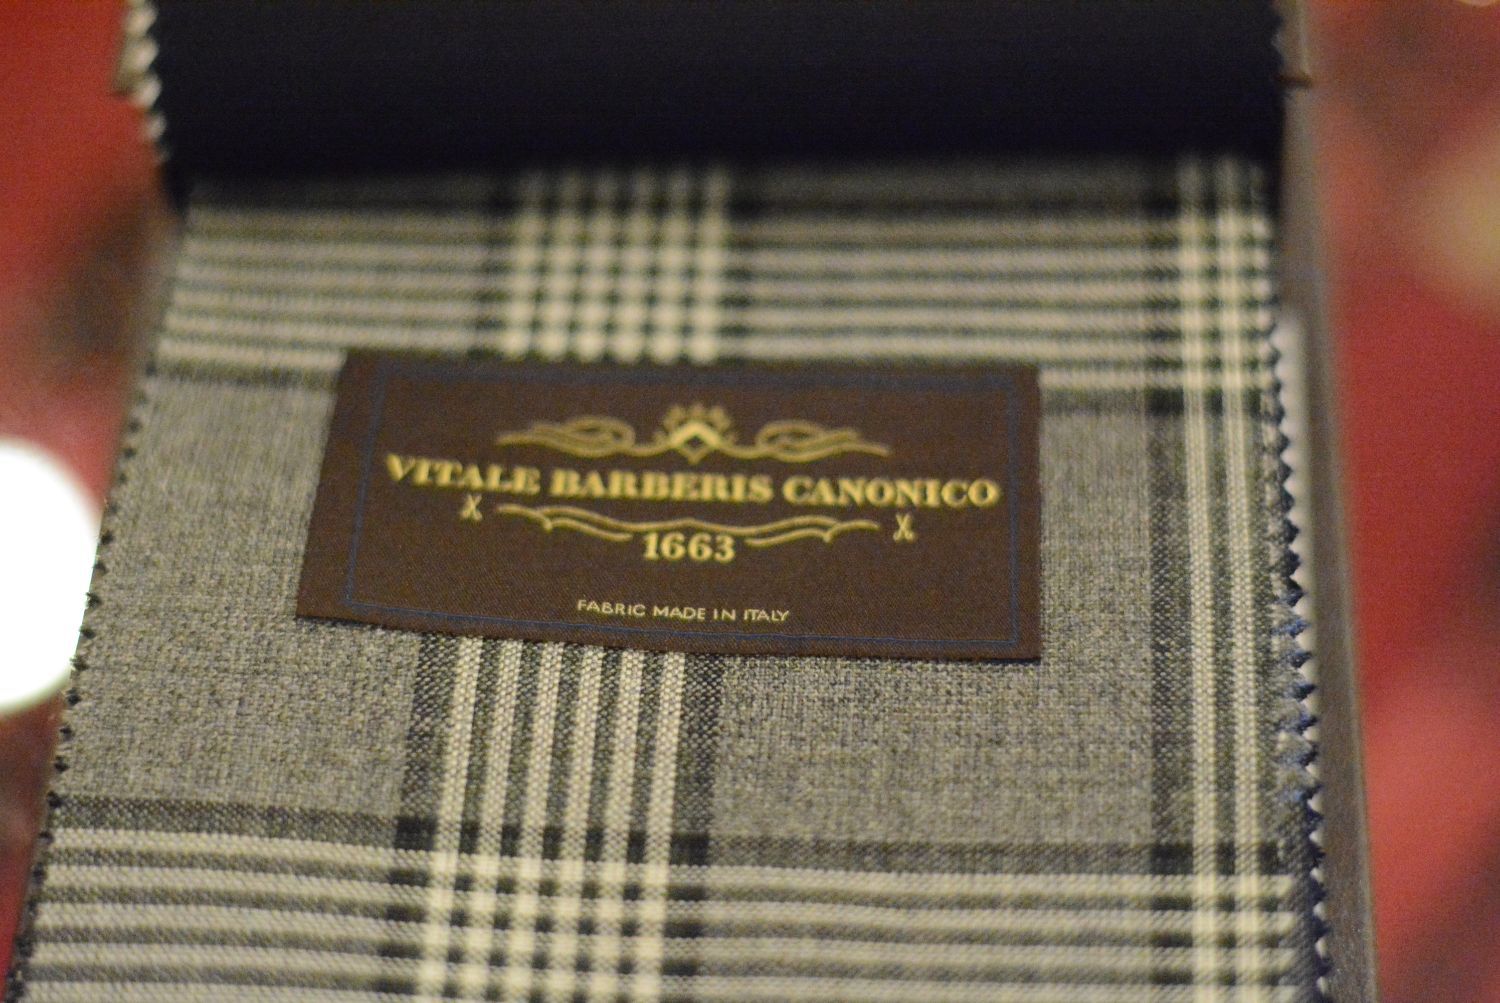 VITALE BARBERIS CANONICO
1663
FABRIC MADE IN ITALY